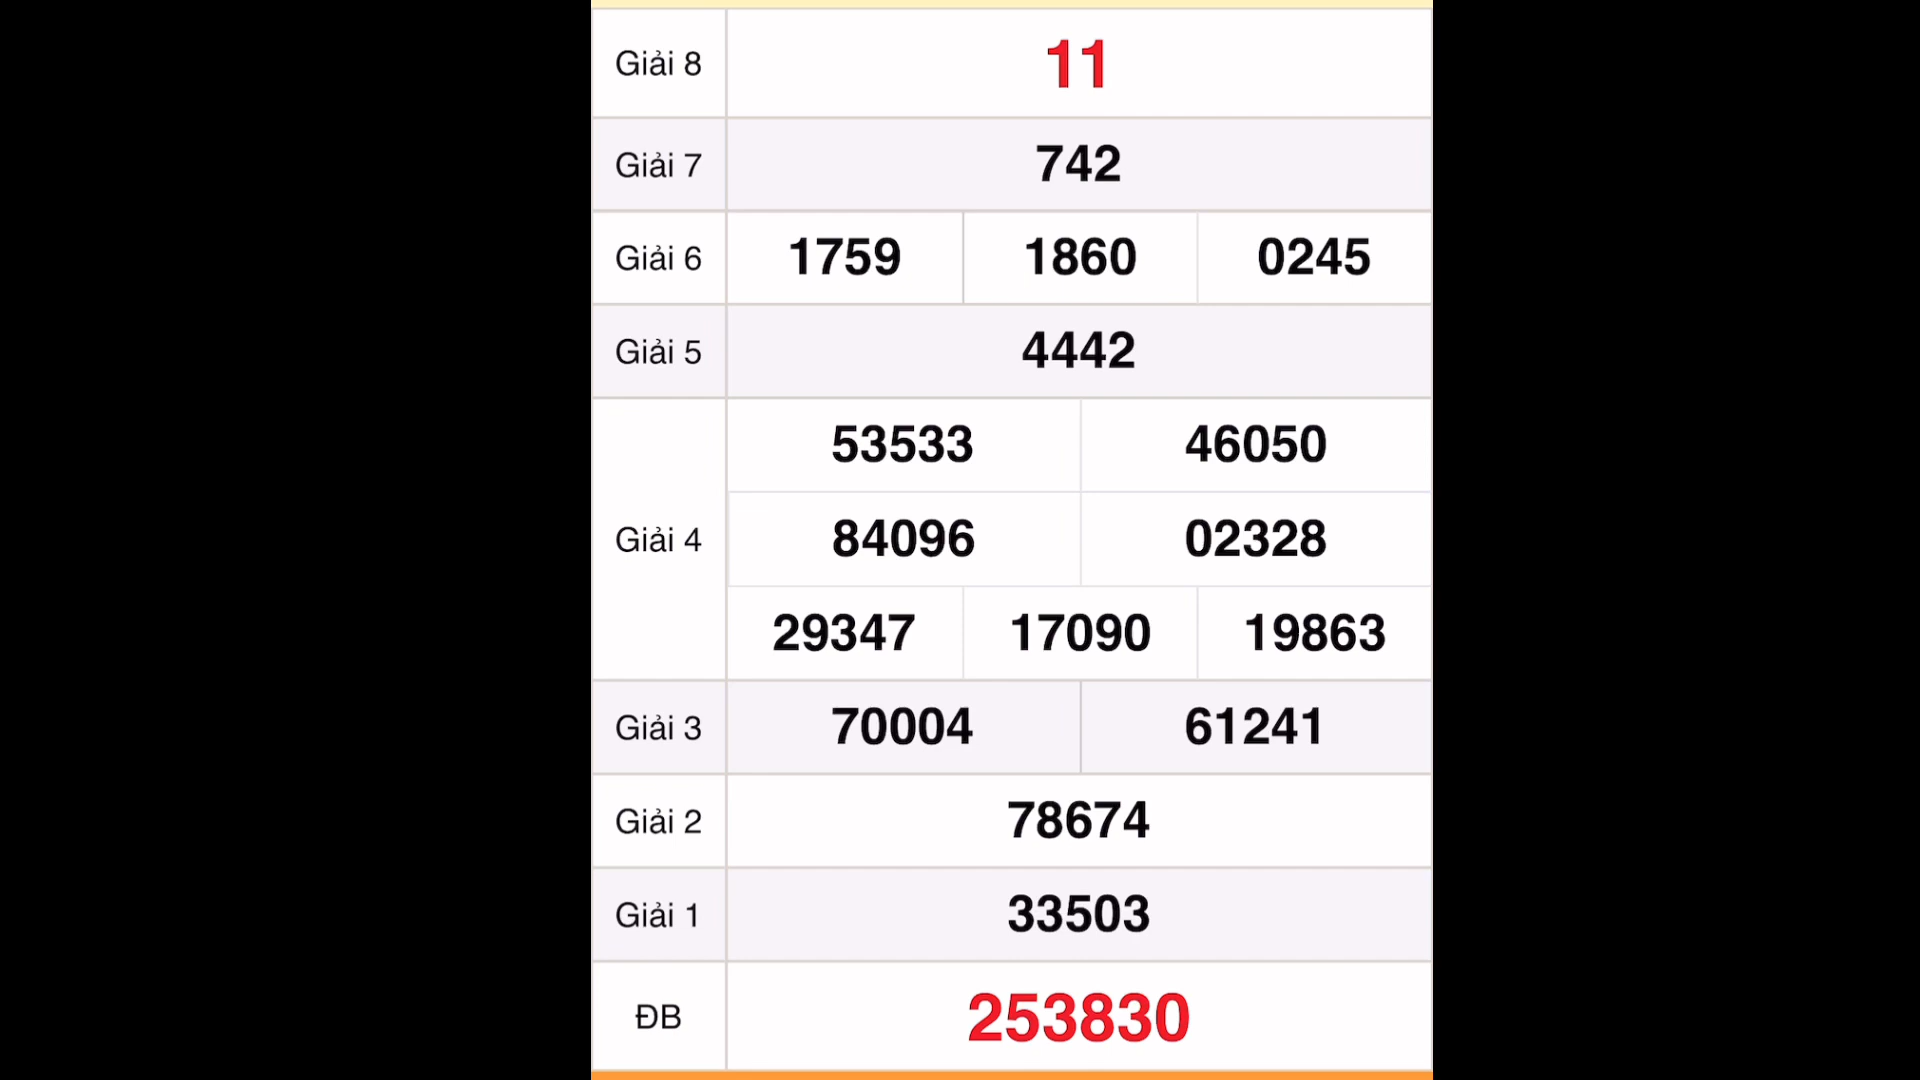 Giải 8 11
Giải 7 742
Giải 6 1759 1860 0245
Giải 5 4442
53533 46050
Giải 4 84096 02328
29347 17090 19863
Giải 3 70004 61241
Giải 2 78674
Giải 1 33503
ĐB 253830